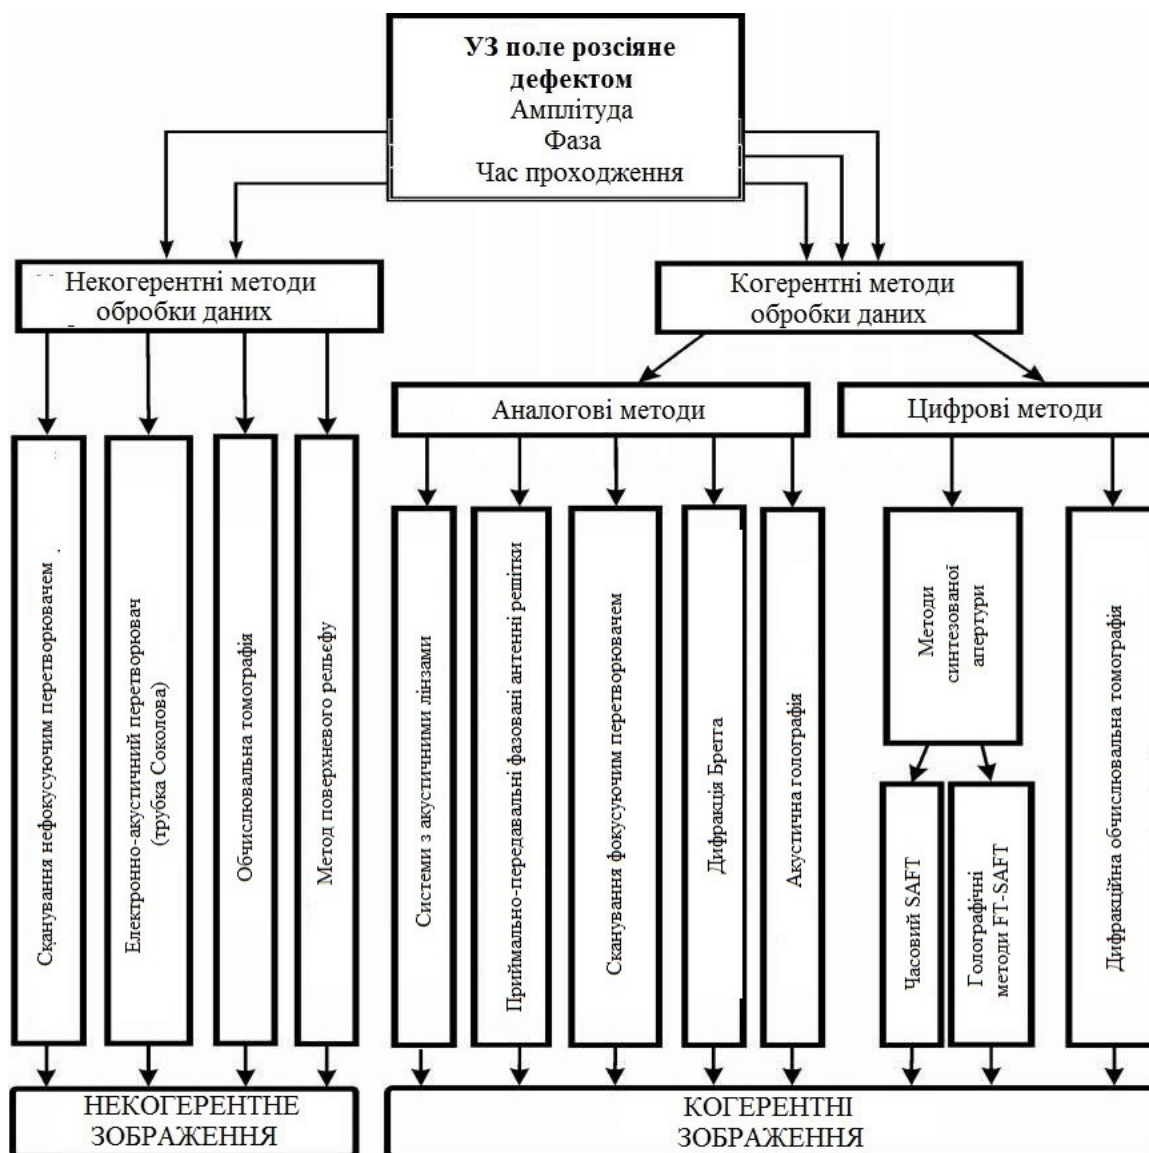 УЗ поле розсіяне
дефектом
Амплітуда
Фаза
Час проходження
Некогерентні методи
обробки даних
Когерентні методи
обробки даних
Аналогові методи
Цифрові методи
Сканування нефокусуючим перетворювачем
Електронно-акустичний перетворювач
(трубка Соколова)
Обчислювальна томографія
Метод поверхневого рельєфу
Системи з акустичними лінзами
Приймально-передавальні фазовані антенні решітки
Сканування фокусуючим перетворювачем
Дифракція Брегга
Акустична голографія
Методи
синтезованої
апертури
Часовий SAFT
Голографічні
методи FT-SAFT
Дифракційна обчислювальна томографія
НЕКОГЕРЕНТНЕ
ЗОБРАЖЕННЯ
КОГЕРЕНТНІ
ЗОБРАЖЕННЯ